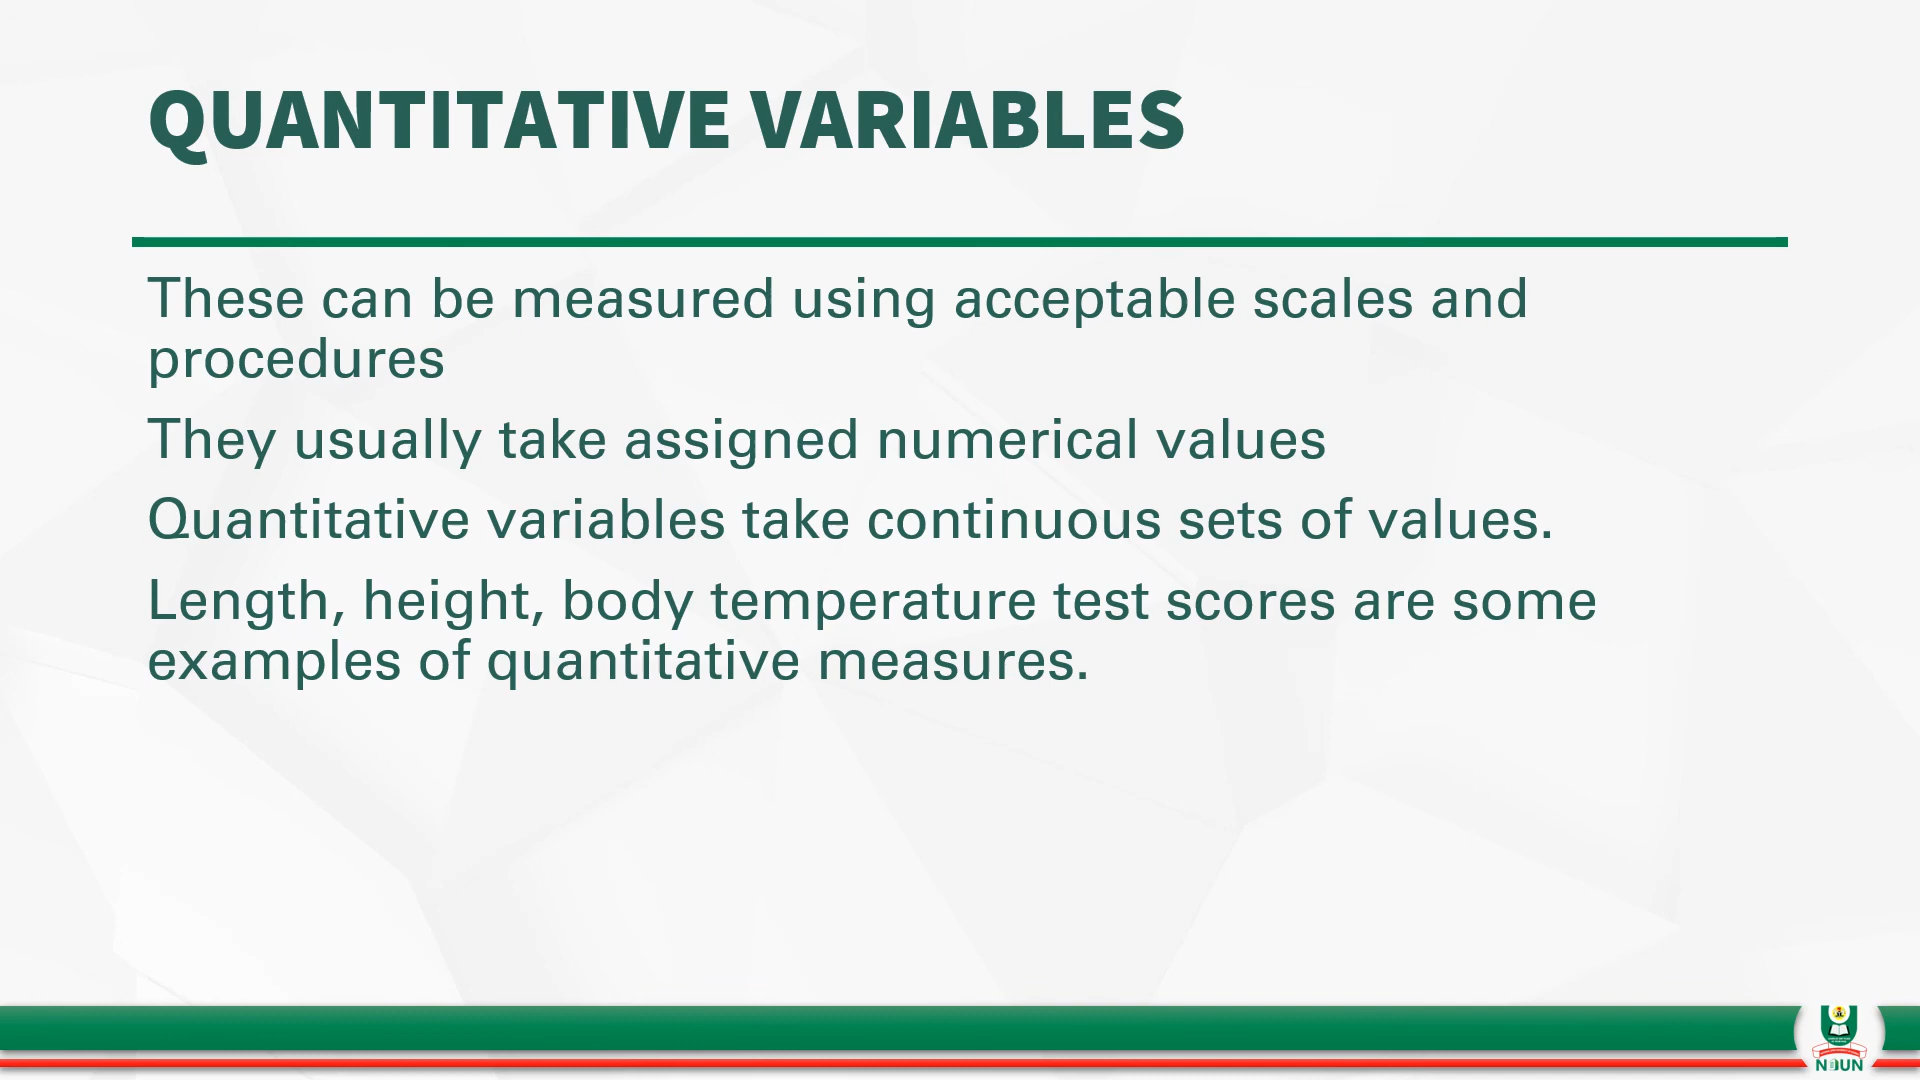 QUANTITATIVE VARIABLES
These can be measured using acceptable scales and
procedures
They usually take assigned numerical values
Quantitative variables take continuous sets of values.
Length, height, body temperature test scores are some
examples of quantitative measures.
NOUN